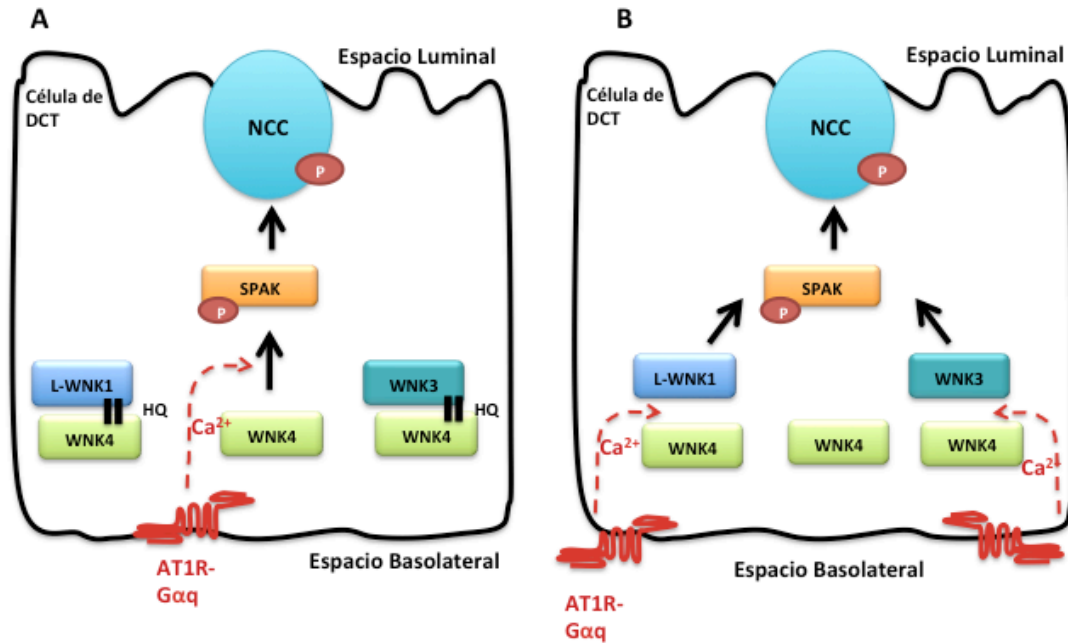 A
Espacio Luminal
Célula de
DCT
NCC
P
SPAK
P
L-WNK1
HQ
WNK4
Ca2+
WNK4
WNK3
HQ
WNK4
AT1R-
Gαq
Espacio Basolateral
B
Espacio Luminal
Célula de
DCT
NCC
P
SPAK
P
L-WNK1
WNK3
Ca2+
WNK4
WNK4
WNK4
Ca2+
Espacio Basolateral
AT1R-
Gαq